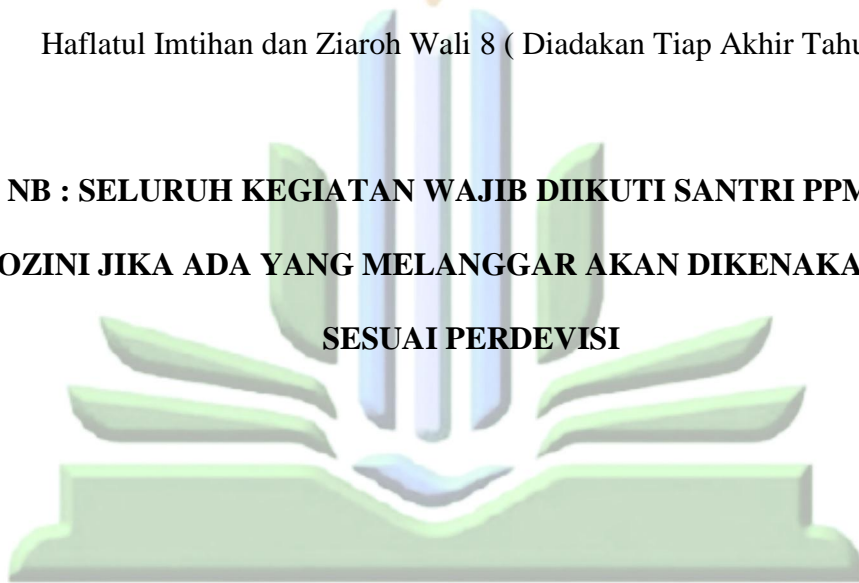 Haflatul Imtihan dan Ziaroh Wali 8 ( Diadakan Tiap Akhir Tahu
NB : SELURUH KEGIATAN WAJIB DIIKUTI SANTRI PPM
OZINI JIKA ADA YANG MELANGGAR AKAN DIKENAKA
SESUAI PERDEVISI